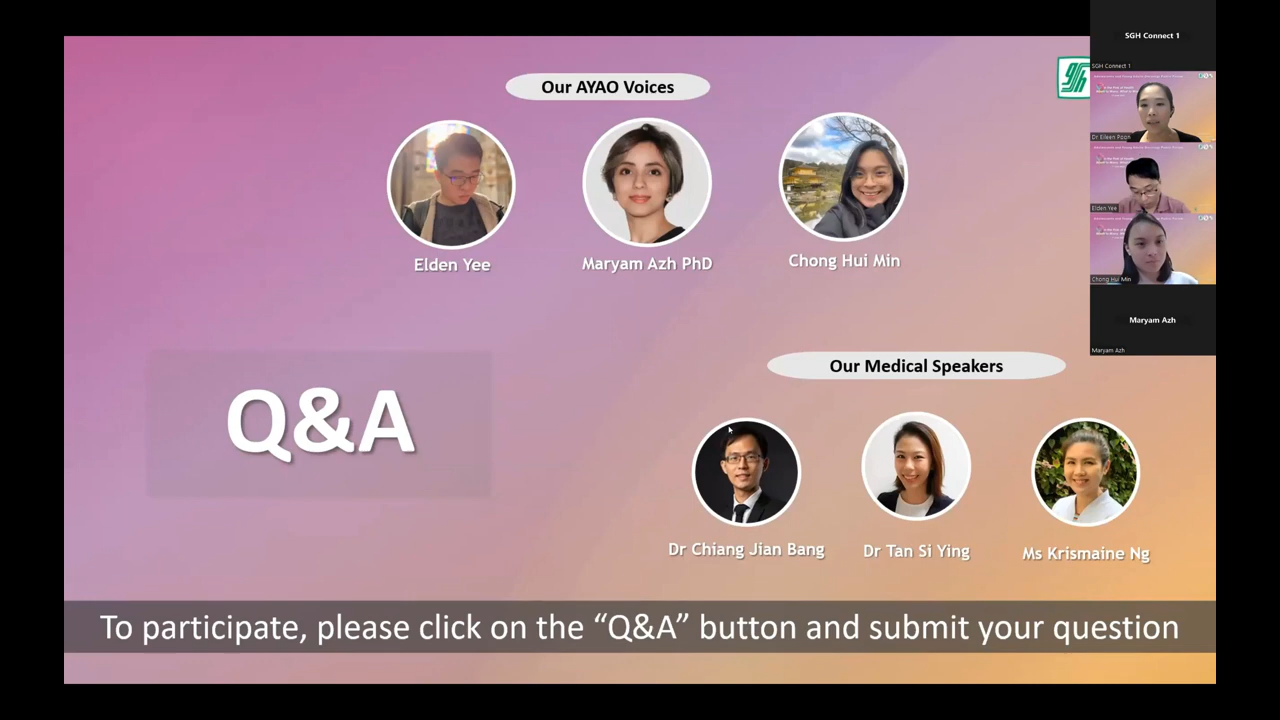 Our AYAO Voices
Elden Yee
Maryam Azh PhD
Chong Hui Min
Q&A
Our Medical Speakers
Dr Chiang Jian Bang
Dr Tan Si Ying
Ms Krismaine Ng
To participate, please click on the “Q&A” button and submit your question
SGH Connect 1
SGH Connect 1
Dr Eileen Poon
Elden Yee
Chong Hui Min
Maryam Azh
Maryam Azh